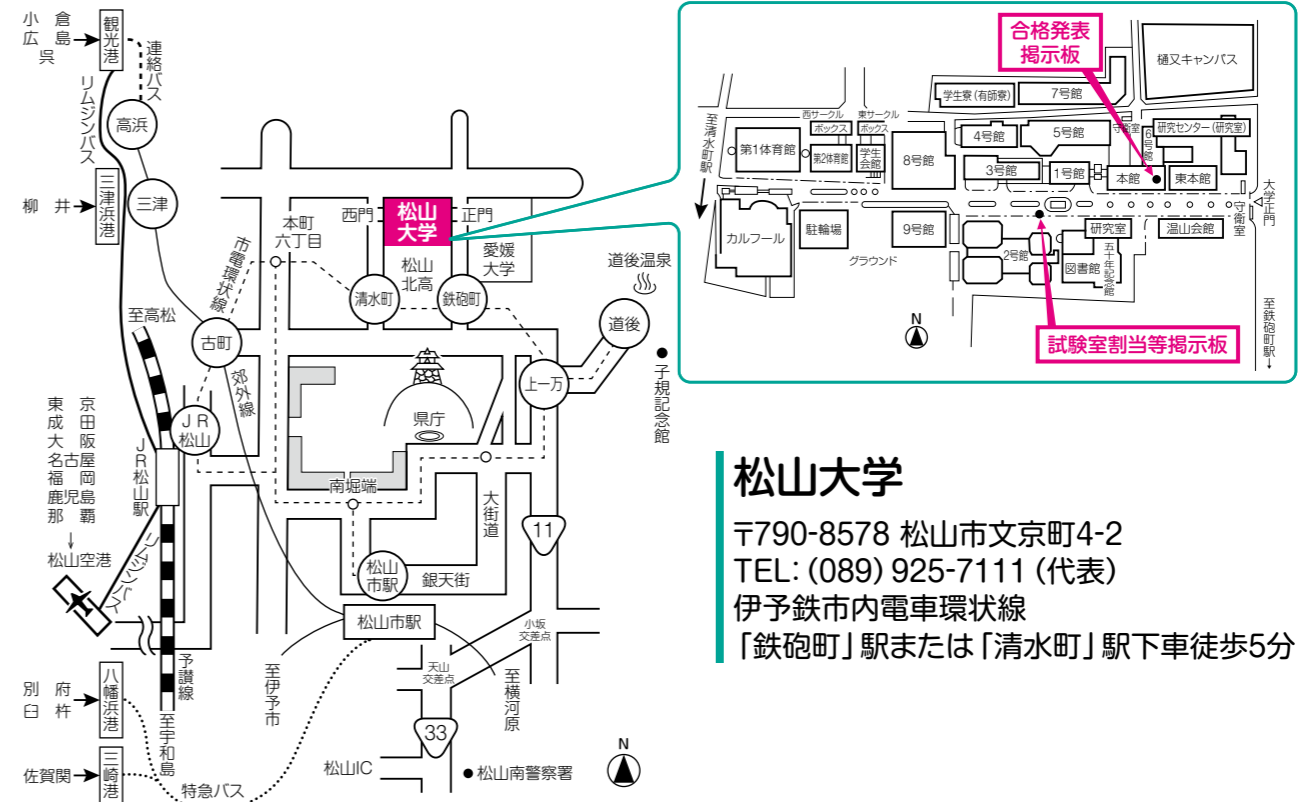 小倉
広島
呉
観光港
連絡バス
リムジンバス
高浜
柳井
三津浜港
三津
市電環状線
本町
六丁目
西門
松山
大学
正門
愛媛
大学
松山
北高
清水町
鉄砲町
道後温泉
道後
子規記念館
至高松
古町
郊外線
上一万
県庁
東京
成田
大阪
名古屋
福岡
鹿児島
那覇
↓
松山空港
JR
松山
JR松山駅
リムジンバス
南堀端
大街道
11
松山
市駅
銀天街
松山市駅
小坂
交差点
天山
交差点
至伊予市
至横河原
予讃線
至宇和島
別府
臼杵
八幡浜港
佐賀関
三崎港
特急バス
33
松山IC
松山南警察署
N
合格発表
掲示板
樋又キャンパス
学生寮(有師寮)
7号館
至清水町駅
西サークル
ボックス
東サークル
ボックス
第1体育館
第2体育館
学生
会館
8号館
4号館
5号館
3号館
1号館
守衛室
6号館
研究センター(研究室)
本館
東本館
大学正門
守衛室
カルフール
駐輪場
9号館
グラウンド
2号館
研究室
図書館
五十年記念館
温山会館
N
試験室割当等掲示板
至鉄砲町駅→
松山大学
〒790-8578 松山市文京町4-2
TEL:(089)925-7111(代表)
伊予鉄市内電車環状線
「鉄砲町」駅または「清水町」駅下車徒歩5分